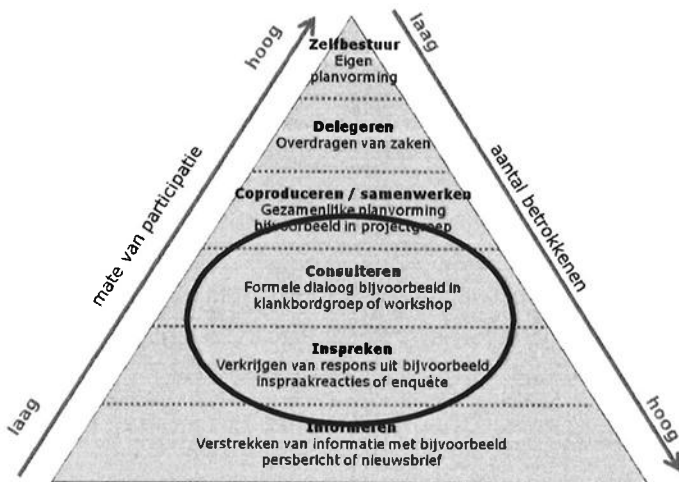 hoog
laag
Zelfbestuur
Eigen
planvorming
Delegeren
Overdragen van zaken
Coproduceren / samenwerken
Gezamenlijke planvorming
bijvoorbeeld in projectgroep
Consulteren
Formele dialoog bijvoorbeeld in
klankbordgroep of workshop
Inspreken
Verkrijgen van respons uit bijvoorbeeld
Inspraakreacties of enquête
Informeren
Verstrekken van informatie met bijvoorbeeld
persbericht of nieuwsbrief
mate van participatie
aantal betrokkenen
laag
hoog